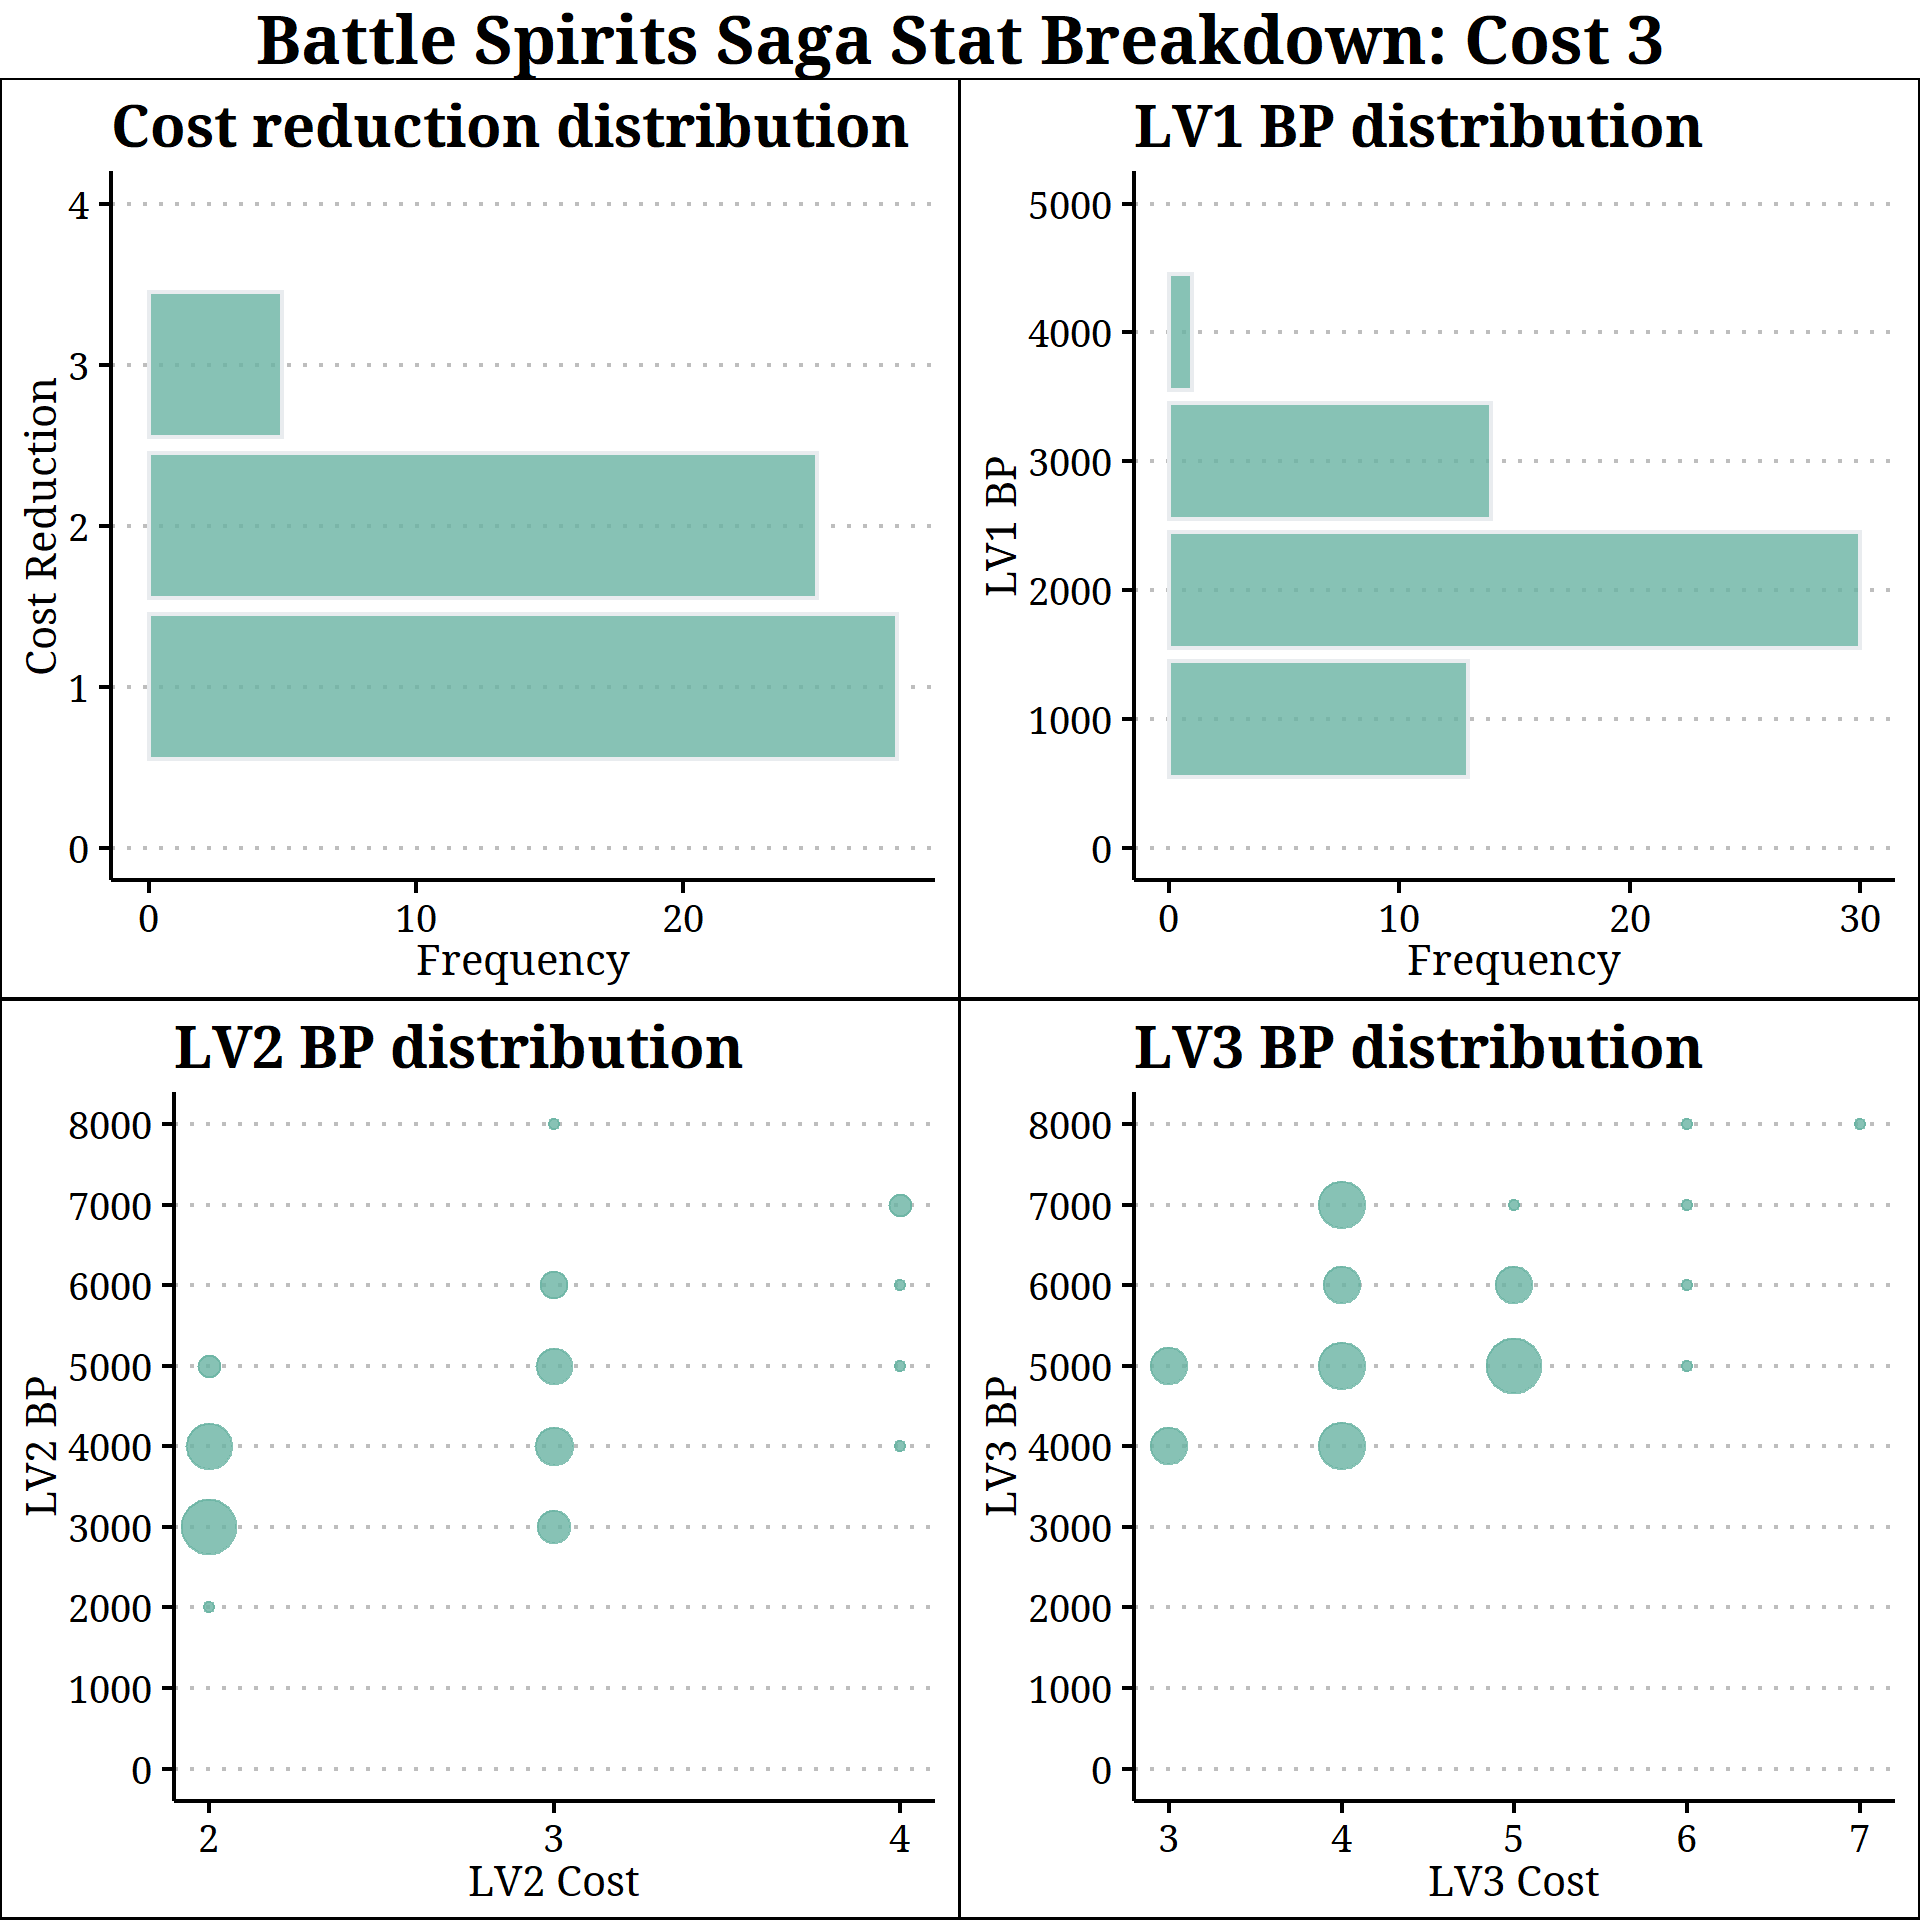 Battle Spirits Saga Stat Breakdown: Cost 3
Cost reduction distribution
4
3
2
1
0
Cost Reduction
0 10 20
Frequency
LV1 BP distribution
5000
4000
3000
2000
1000
0
LV1 BP
0 10 20 30
Frequency
LV2 BP distribution
8000
7000
6000
5000
4000
3000
2000
1000
0
LV2 BP
2 3 4
LV2 Cost
LV3 BP distribution
8000
7000
6000
5000
4000
3000
2000
1000
0
LV3 BP
3 4 5 6 7
LV3 Cost